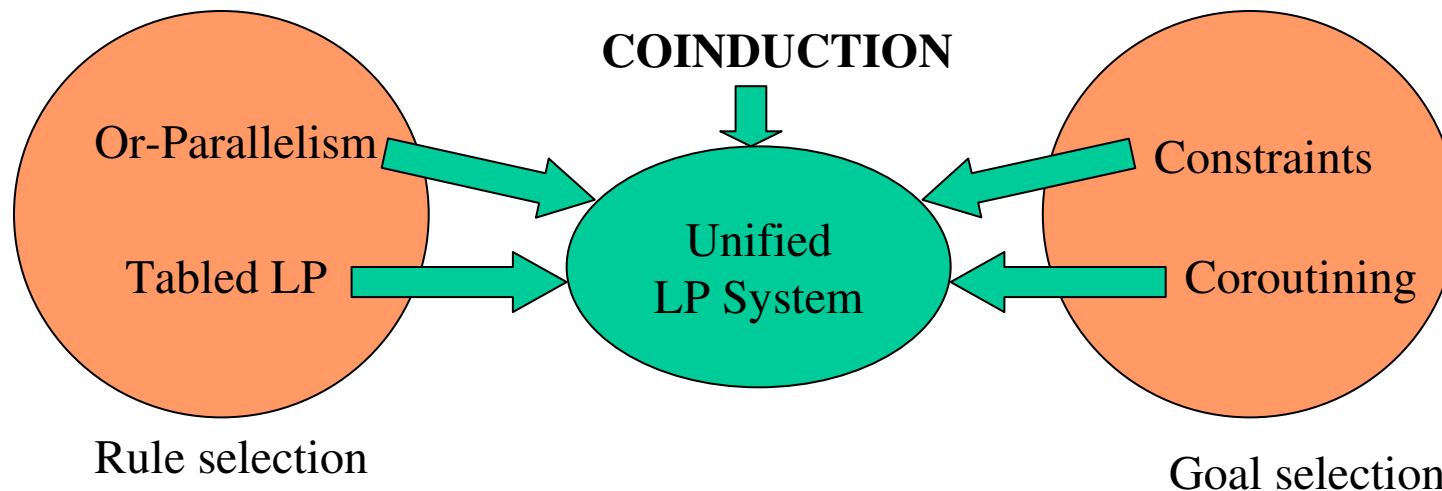 COINDUCTION
Or-Parallelism
Tabled LP
Rule selection
Unified
LP System
Constraints
Coroutining
Goal selection